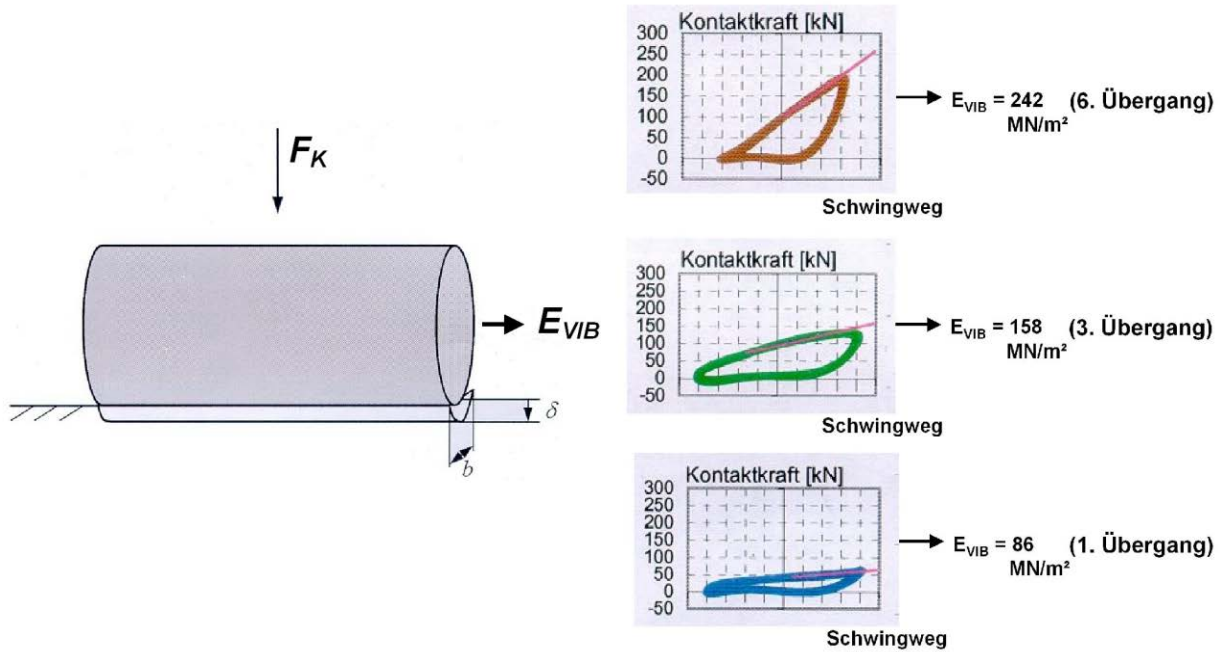 F_K
E_VIB
δ
b
Kontaktkraft [kN]
300
250
200
150
100
50
0
-50
Schwingweg
E_VIB = 242 (6. Übergang)
MN/m²
Kontaktkraft [kN]
300
250
200
150
100
50
0
-50
Schwingweg
E_VIB = 158 (3. Übergang)
MN/m²
Kontaktkraft [kN]
300
250
200
150
100
50
0
-50
Schwingweg
E_VIB = 86 (1. Übergang)
MN/m²